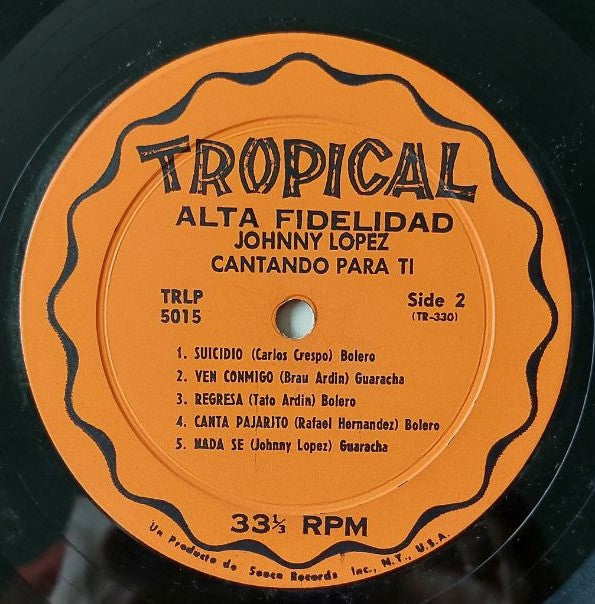 TROPICAL
ALTA FIDELIDAD
JOHNNY LOPEZ
CANTANDO PARA TI
TRLP
5015
Side 2
(TR-330)
1. SUICIDIO (Carlos Crespo) Bolero
2. VEN CONMIGO (Brau Ardin) Guaracha
3. REGRESA (Tato Ardin) Bolero
4. CANTA PAJARITO (Rafael Hernandez) Bolero
5. NADA SE (Johnny Lopez) Guaracha
33⅓ RPM
Un Producto de Seeco Records Inc., N.Y., U.S.A.